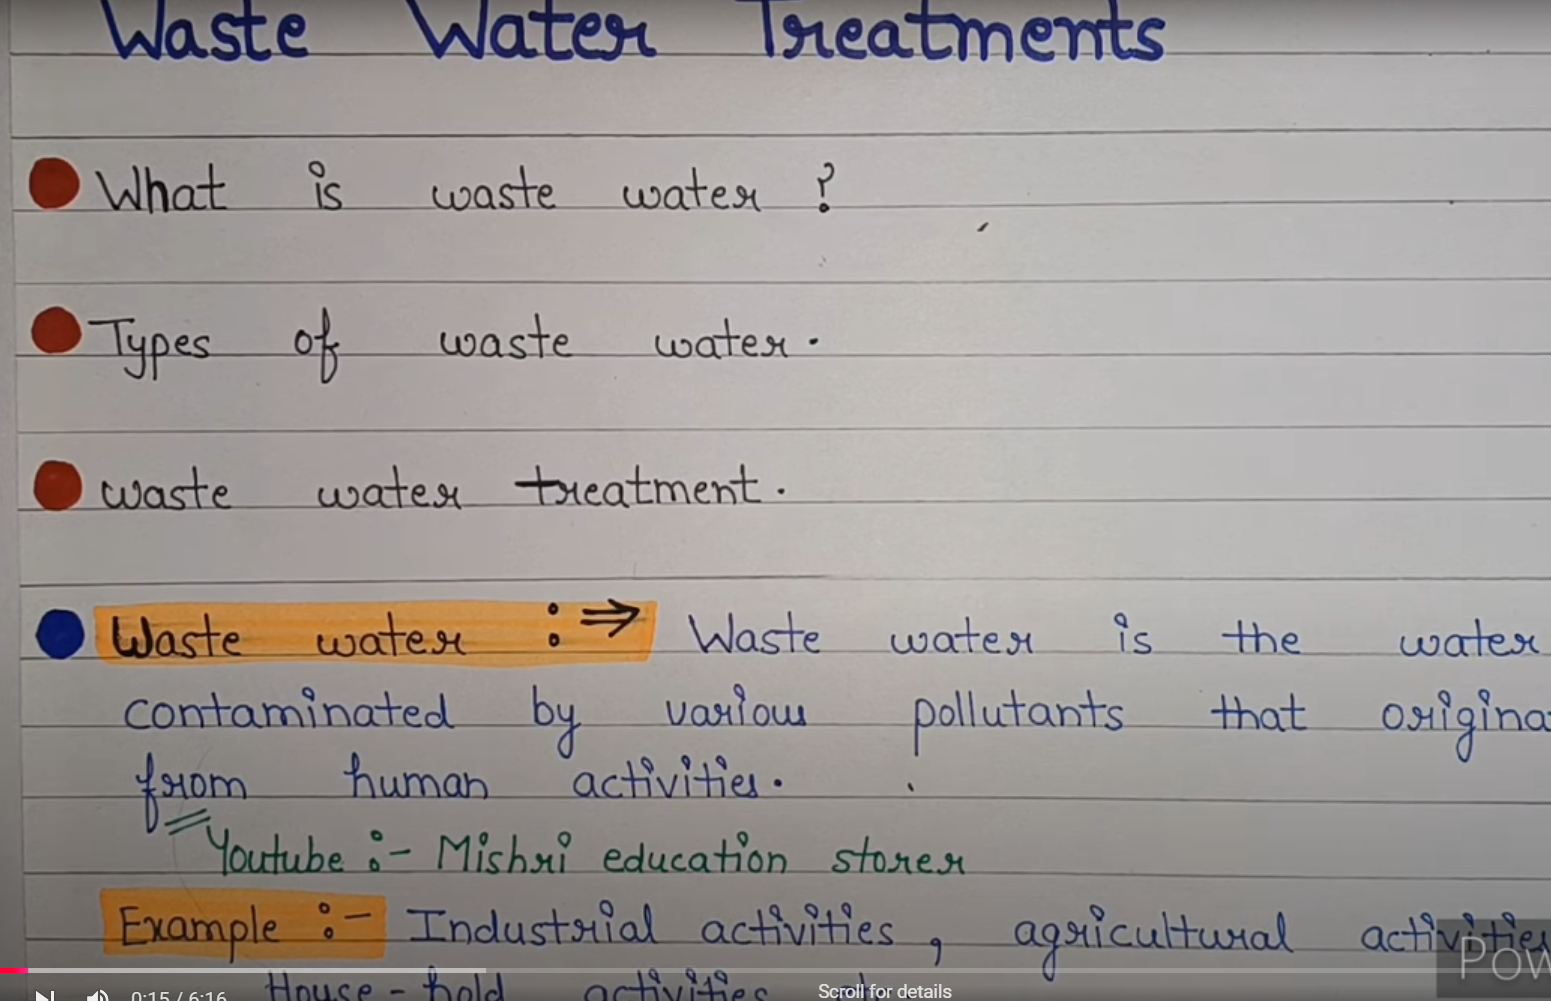 Waste Water Treatments
What is waste water ?
Types of waste water .
waste water treatment .
Waste water :⇒ Waste water is the water
contaminated by various pollutants that origina
from human activities .
Youtube :- Mishri education storer
Example :- Industrial activities , agricultural activities
Pow
House - hold activities
0:15 / 6:16
Scroll for details